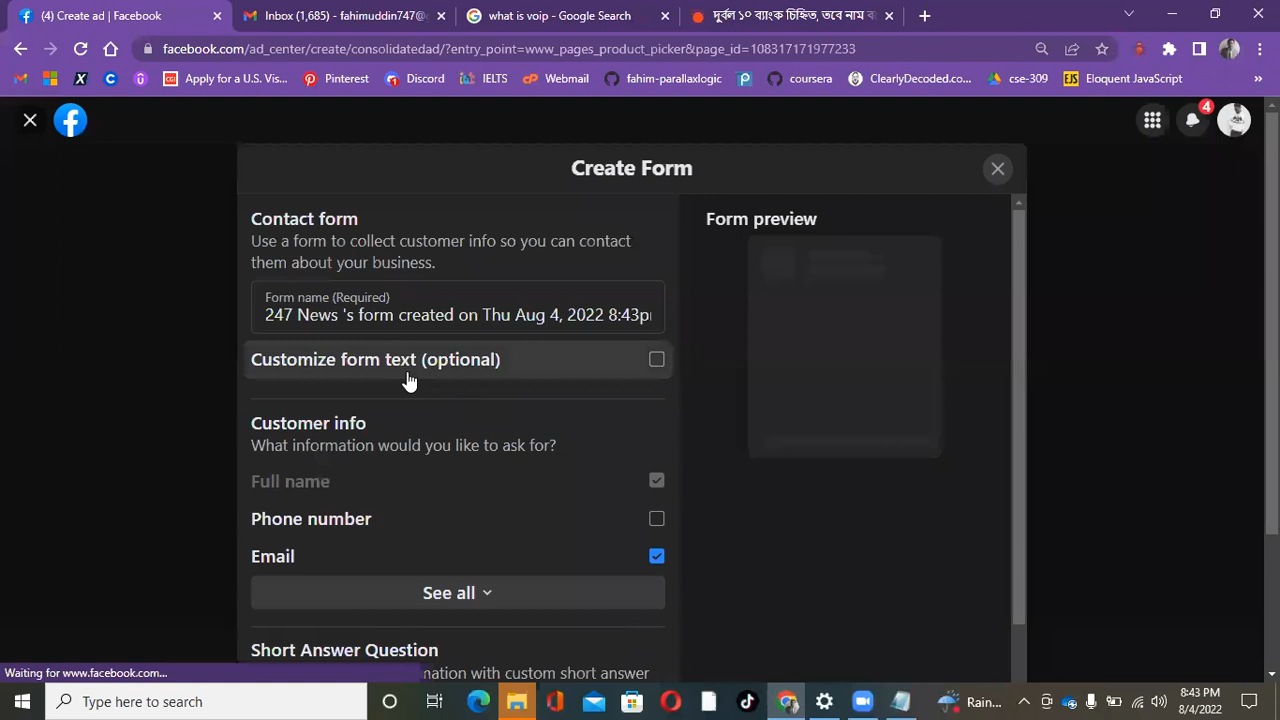 (4) Create ad | Facebook
Inbox (1,685) - fahimuddin747@g
what is voip - Google Search
দুর্বল ১০ ব্যাংক চিহ্নিত, তবে নাম ব
facebook.com/ad_center/create/consolidatedad/?entry_point=www_pages_product_picker&page_id=108317171977233
Apply for a U.S. Vis...
Pinterest
Discord
IELTS
Webmail
fahim-parallaxlogic
coursera
ClearlyDecoded.co...
cse-309
EJS
Eloquent JavaScript
»
4
Create Form
Contact form
Use a form to collect customer info so you can contact
them about your business.
Form name (Required)
247 News 's form created on Thu Aug 4, 2022 8:43p
Customize form text (optional)
Customer info
What information would you like to ask for?
Full name
Phone number
Email
See all
Short Answer Question
mation with custom short answer
Form preview
Waiting for www.facebook.com...
Type here to search
Rain...
8:43 PM
8/4/2022